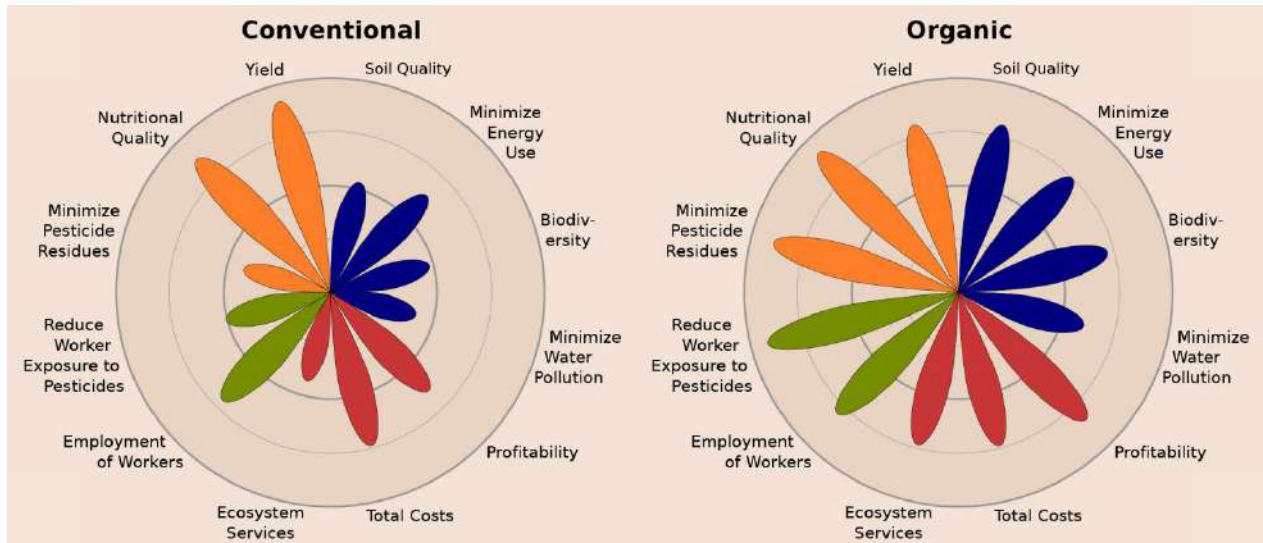 Conventional
Yield
Soil Quality
Nutritional
Quality
Minimize
Energy
Use
Minimize
Pesticide
Residues
Biodiv-
ersity
Reduce
Worker
Exposure to
Pesticides
Minimize
Water
Pollution
Employment
of Workers
Profitability
Ecosystem
Services
Total Costs
Organic
Yield
Soil Quality
Nutritional
Quality
Minimize
Energy
Use
Minimize
Pesticide
Residues
Biodiv-
ersity
Reduce
Worker
Exposure to
Pesticides
Minimize
Water
Pollution
Employment
of Workers
Profitability
Ecosystem
Services
Total Costs